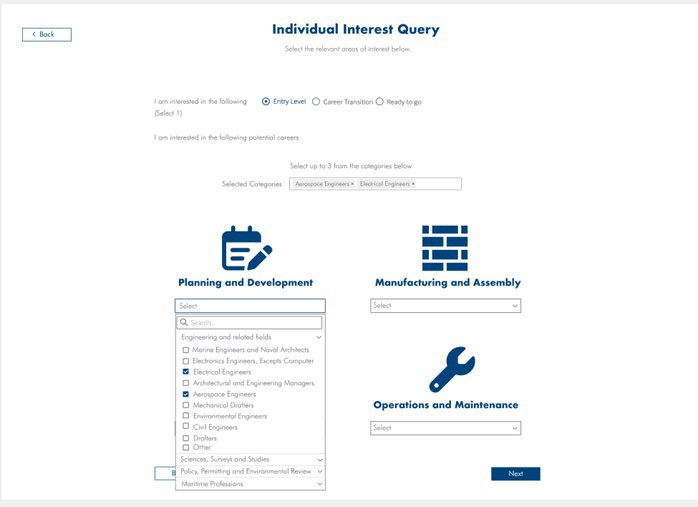 < Back
Individual Interest Query
Select the relevant areas of interest below.
I am interested in the following
(Select 1)
Entry Level
Career Transition
Ready to go
I am interested in the following potential careers
Select up to 3 from the categories below
Selected Categories
Aerospace Engineers ×
Electrical Engineers ×
Planning and Development
Manufacturing and Assembly
Select
Select
Search...
Engineering and related fields
Marine Engineers and Naval Architects
Electronics Engineers, Excepts Computer
Electrical Engineers
Architectural and Engineering Managers
Aerospace Engineers
Mechanical Drafters
Environmental Engineers
Civil Engineers
Drafters
Other
Operations and Maintenance
Select
Sciences, Surveys and Studies
Policy, Permitting and Environmental Review
Maritime Professions
Next